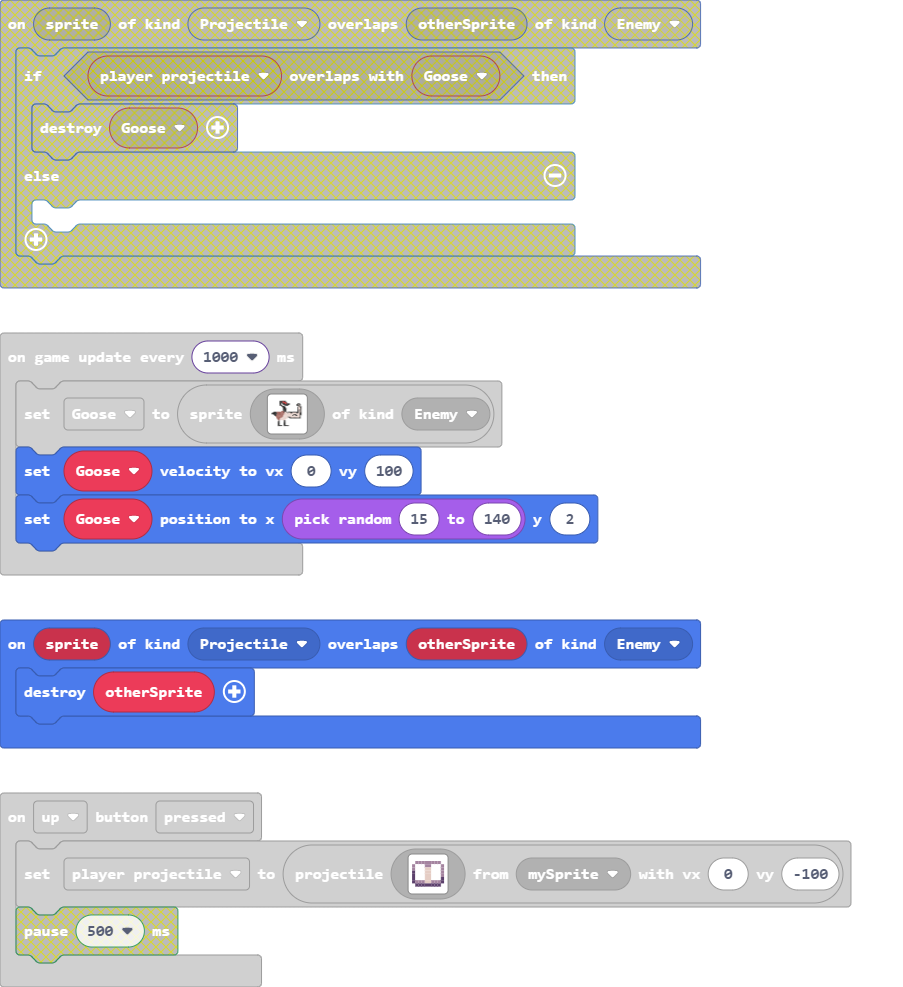 on sprite of kind Projectile overlaps otherSprite of kind Enemy
if player projectile overlaps with Goose then
destroy Goose
else
on game update every 1000 ms
set Goose to sprite of kind Enemy
set Goose velocity to vx 0 vy 100
set Goose position to x pick random 15 to 140 y 2
on sprite of kind Projectile overlaps otherSprite of kind Enemy
destroy otherSprite
on up button pressed
set player projectile to projectile from mySprite with vx 0 vy -100
pause 500 ms